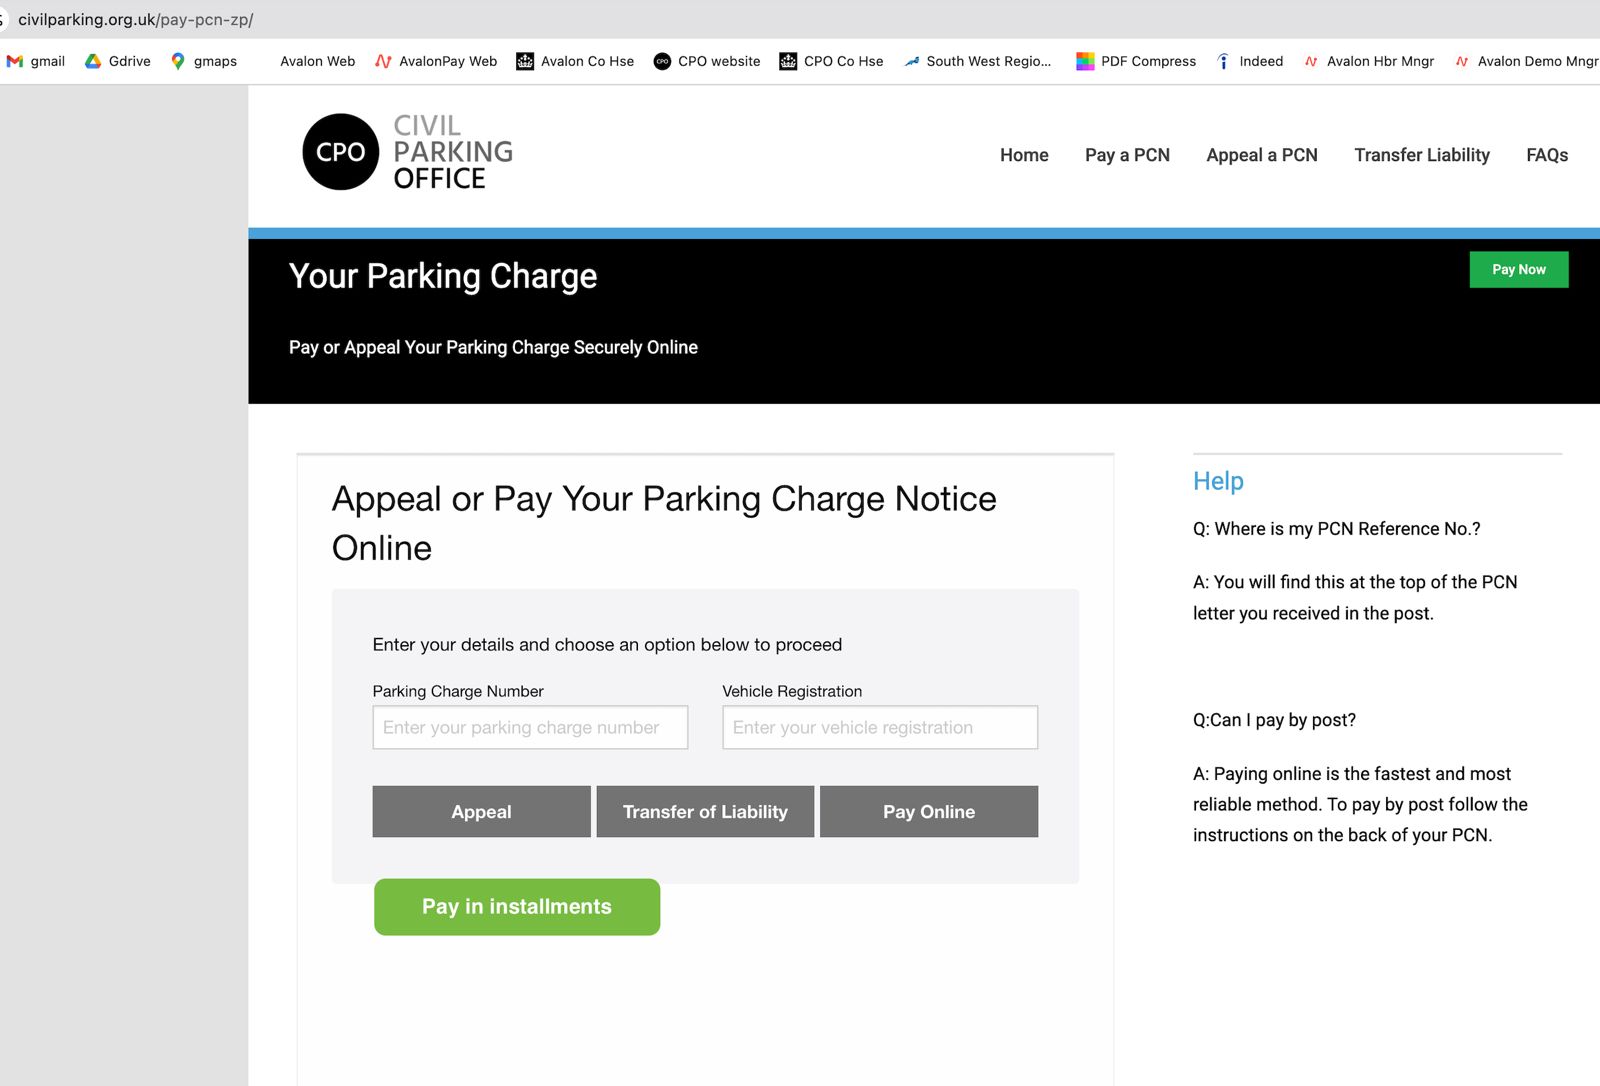 civilparking.org.uk/pay-pcn-zp/
gmail Gdrive gmaps Avalon Web AvalonPay Web Avalon Co Hse CPO CPO website CPO Co Hse South West Regio... PDF Compress Indeed Avalon Hbr Mngr Avalon Demo Mngr
CPO
CIVIL
PARKING
OFFICE
Home Pay a PCN Appeal a PCN Transfer Liability FAQs
Your Parking Charge
Pay Now
Pay or Appeal Your Parking Charge Securely Online
Appeal or Pay Your Parking Charge Notice
Online
Enter your details and choose an option below to proceed
Parking Charge Number Vehicle Registration
Enter your parking charge number Enter your vehicle registration
Appeal Transfer of Liability Pay Online
Pay in installments
Help
Q: Where is my PCN Reference No.?
A: You will find this at the top of the PCN
letter you received in the post.
Q:Can I pay by post?
A: Paying online is the fastest and most
reliable method. To pay by post follow the
instructions on the back of your PCN.